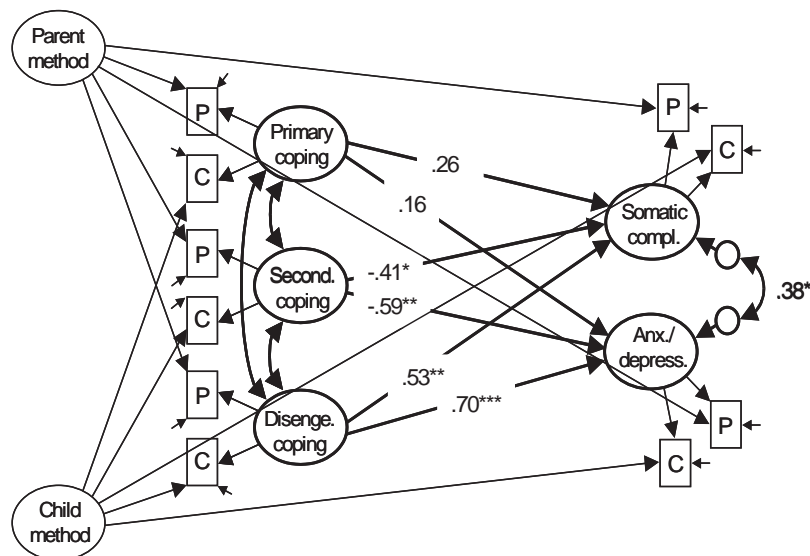 Parent
method
P
C
P
C
P
C
Primary
coping
Second.
coping
Disenge.
coping
.26
.16
-.41*
-.59**
.53**
.70***
P
C
Somatic
compl.
.38*
Anx./
depress.
P
C
Child
method